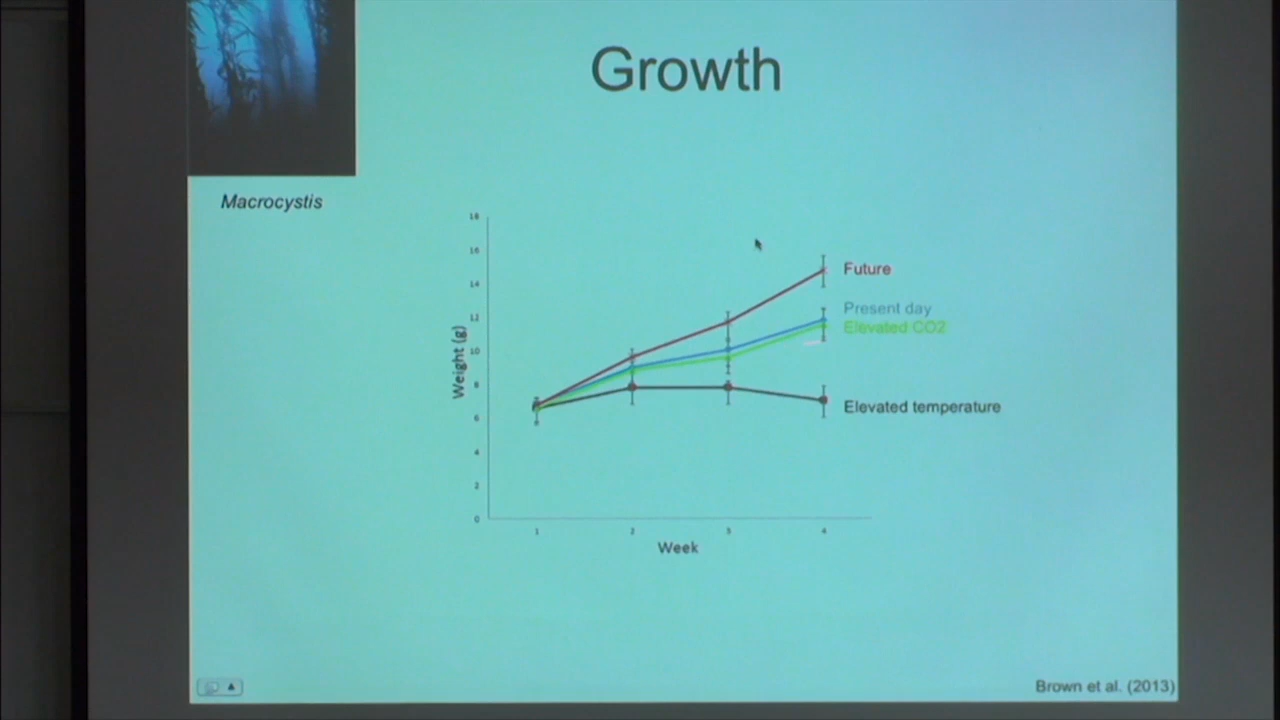 Growth
Macrocystis
18
16
14
12
10
8
6
4
2
0
Weight (g)
1
2
3
4
Week
Future
Present day
Elevated CO2
Elevated temperature
Brown et al. (2013)